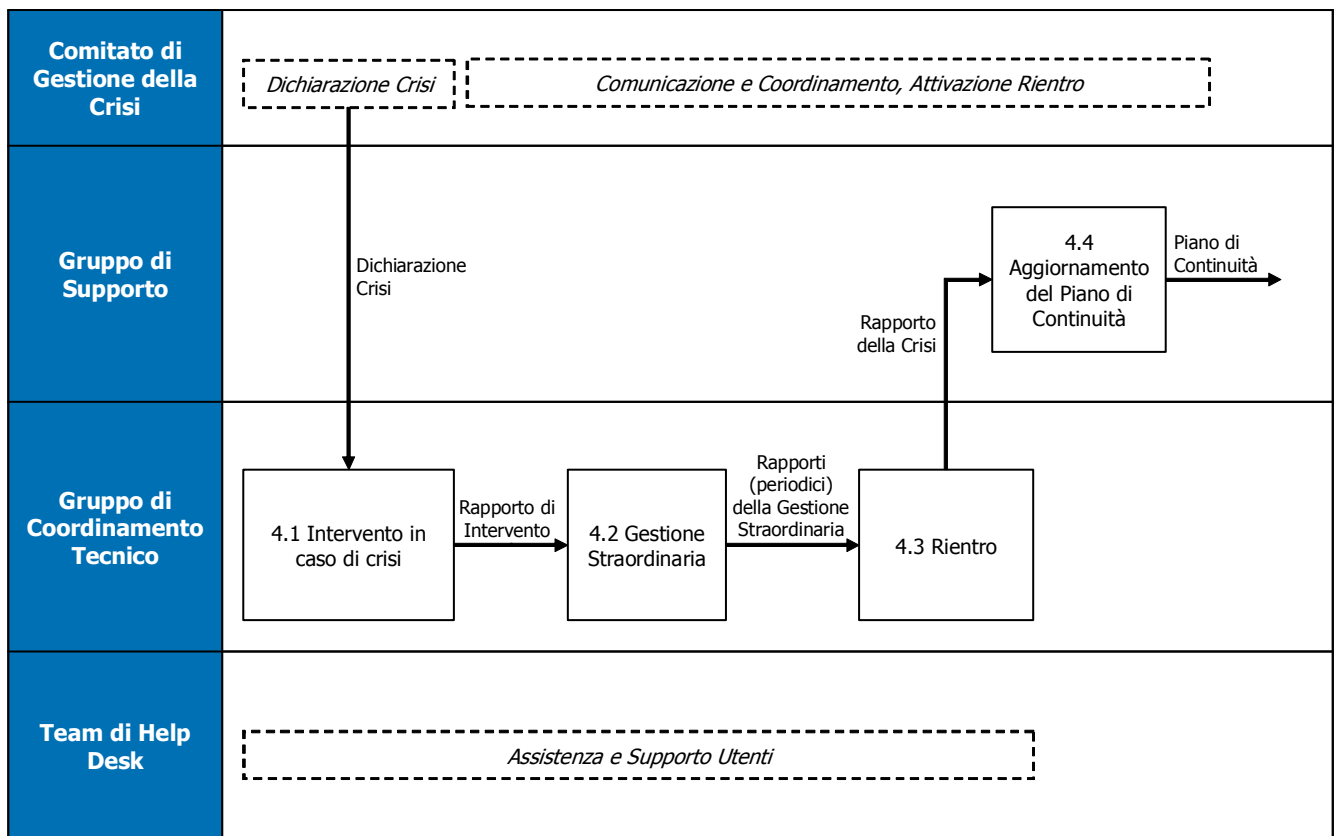 Comitato di
Gestione della
Crisi
Dichiarazione Crisi
Comunicazione e Coordinamento, Attivazione Rientro
Gruppo di
Supporto
Dichiarazione
Crisi
Rapporto
della Crisi
4.4
Aggiornamento
del Piano di
Continuità
Piano di
Continuità
Gruppo di
Coordinamento
Tecnico
4.1 Intervento in
caso di crisi
Rapporto di
Intervento
4.2 Gestione
Straordinaria
Rapporti
(periodici)
della Gestione
Straordinaria
4.3 Rientro
Team di Help
Desk
Assistenza e Supporto Utenti